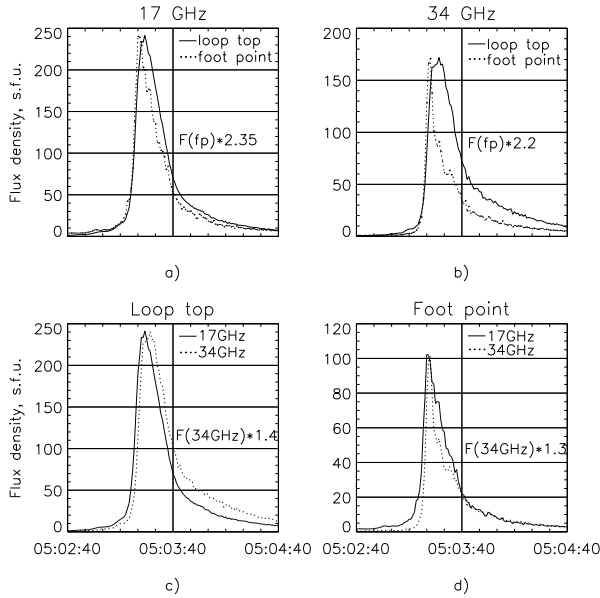 17 GHz
34 GHz
250
200
150
100
50
0
Flux density, s.f.u.
loop top
foot point
F(fp)*2.35
200
150
100
50
0
loop top
foot point
F(fp)*2.2
a)
b)
Loop top
Foot point
250
200
150
100
50
0
Flux density, s.f.u.
17GHz
34GHz
F(34GHz)*1.4
05:02:40
05:03:40
05:04:40
120
100
80
60
40
20
0
17GHz
34GHz
F(34GHz)*1.3
05:02:40
05:03:40
05:04:40
c)
d)